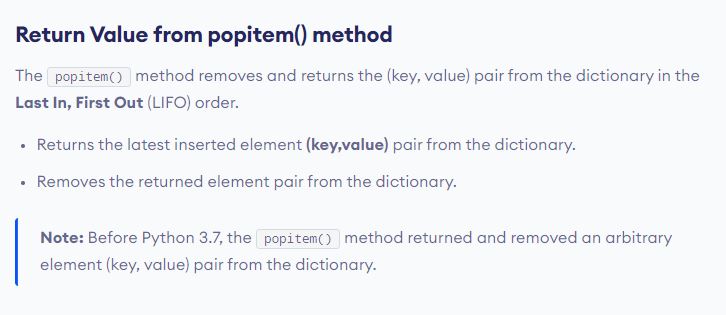 Return Value from popitem() method
The popitem() method removes and returns the (key, value) pair from the dictionary in the
Last In, First Out (LIFO) order.
• Returns the latest inserted element (key,value) pair from the dictionary.
• Removes the returned element pair from the dictionary.
Note: Before Python 3.7, the popitem() method returned and removed an arbitrary
element (key, value) pair from the dictionary.